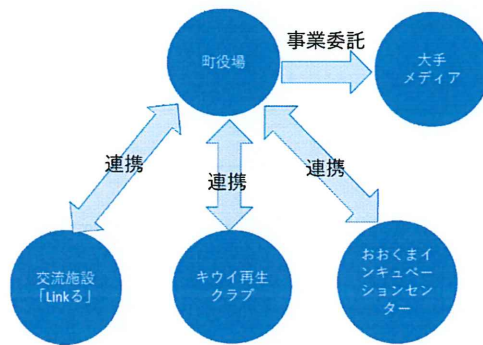 町役場
事業委託
大手
メディア
連携
連携
連携
交流施設
「Linkる」
キウイ再生
クラブ
おおくまイ
ンキュベー
ションセン
ター